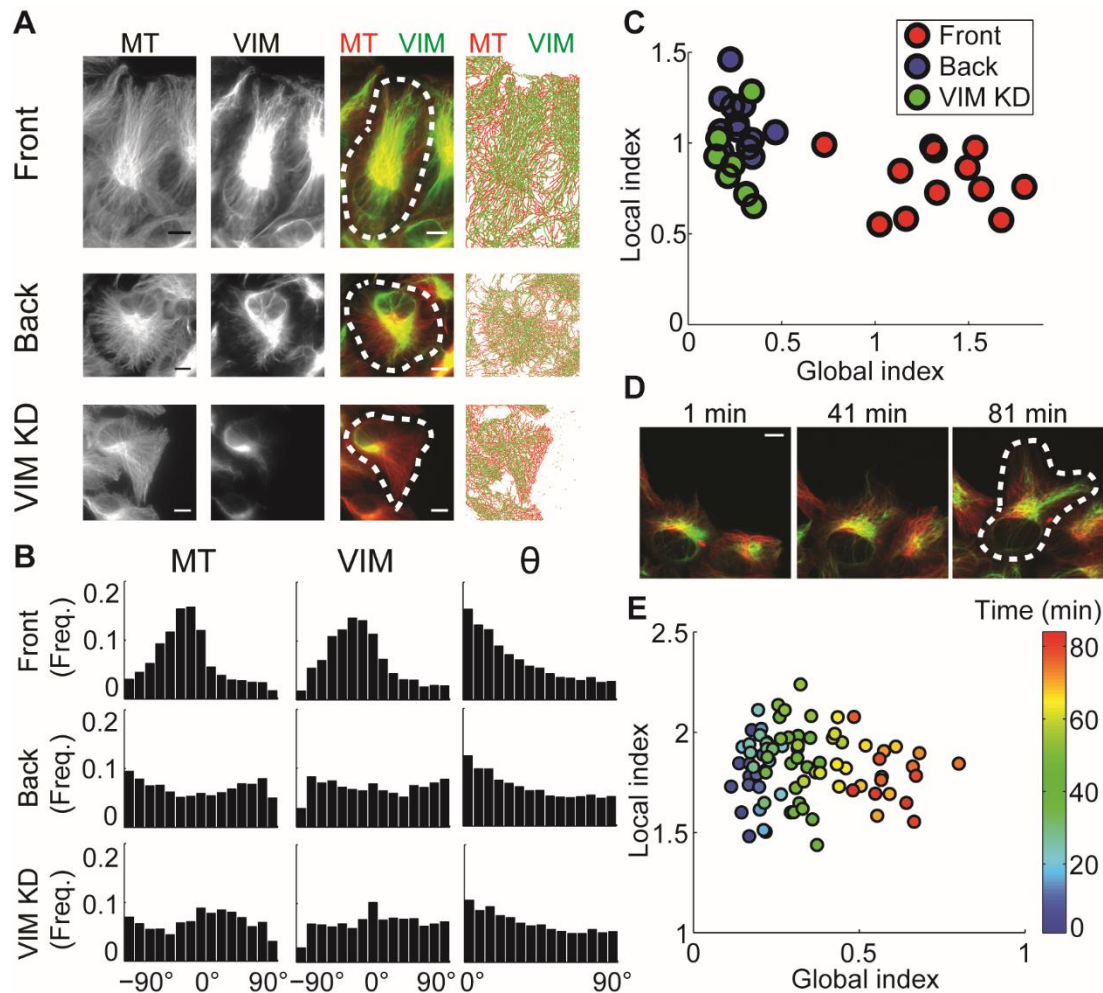 A
MT VIM MT VIM MT VIM
Front
Back
VIM KD
B
MT VIM θ
Front
(Freq.)
0.2
0.1
0
Back
(Freq.)
0.2
0.1
0
VIM KD
(Freq.)
0.2
0.1
0
−90° 0° 90° −90° 0° 90° 0° 90°
C
Front
Back
VIM KD
Local index
1.5
1
0.5
0
0 0.5 1 1.5
Global index
D
1 min 41 min 81 min
E
Time (min)
Local index
2.5
2
1.5
1
0 0.5 1
Global index
80
60
40
20
0